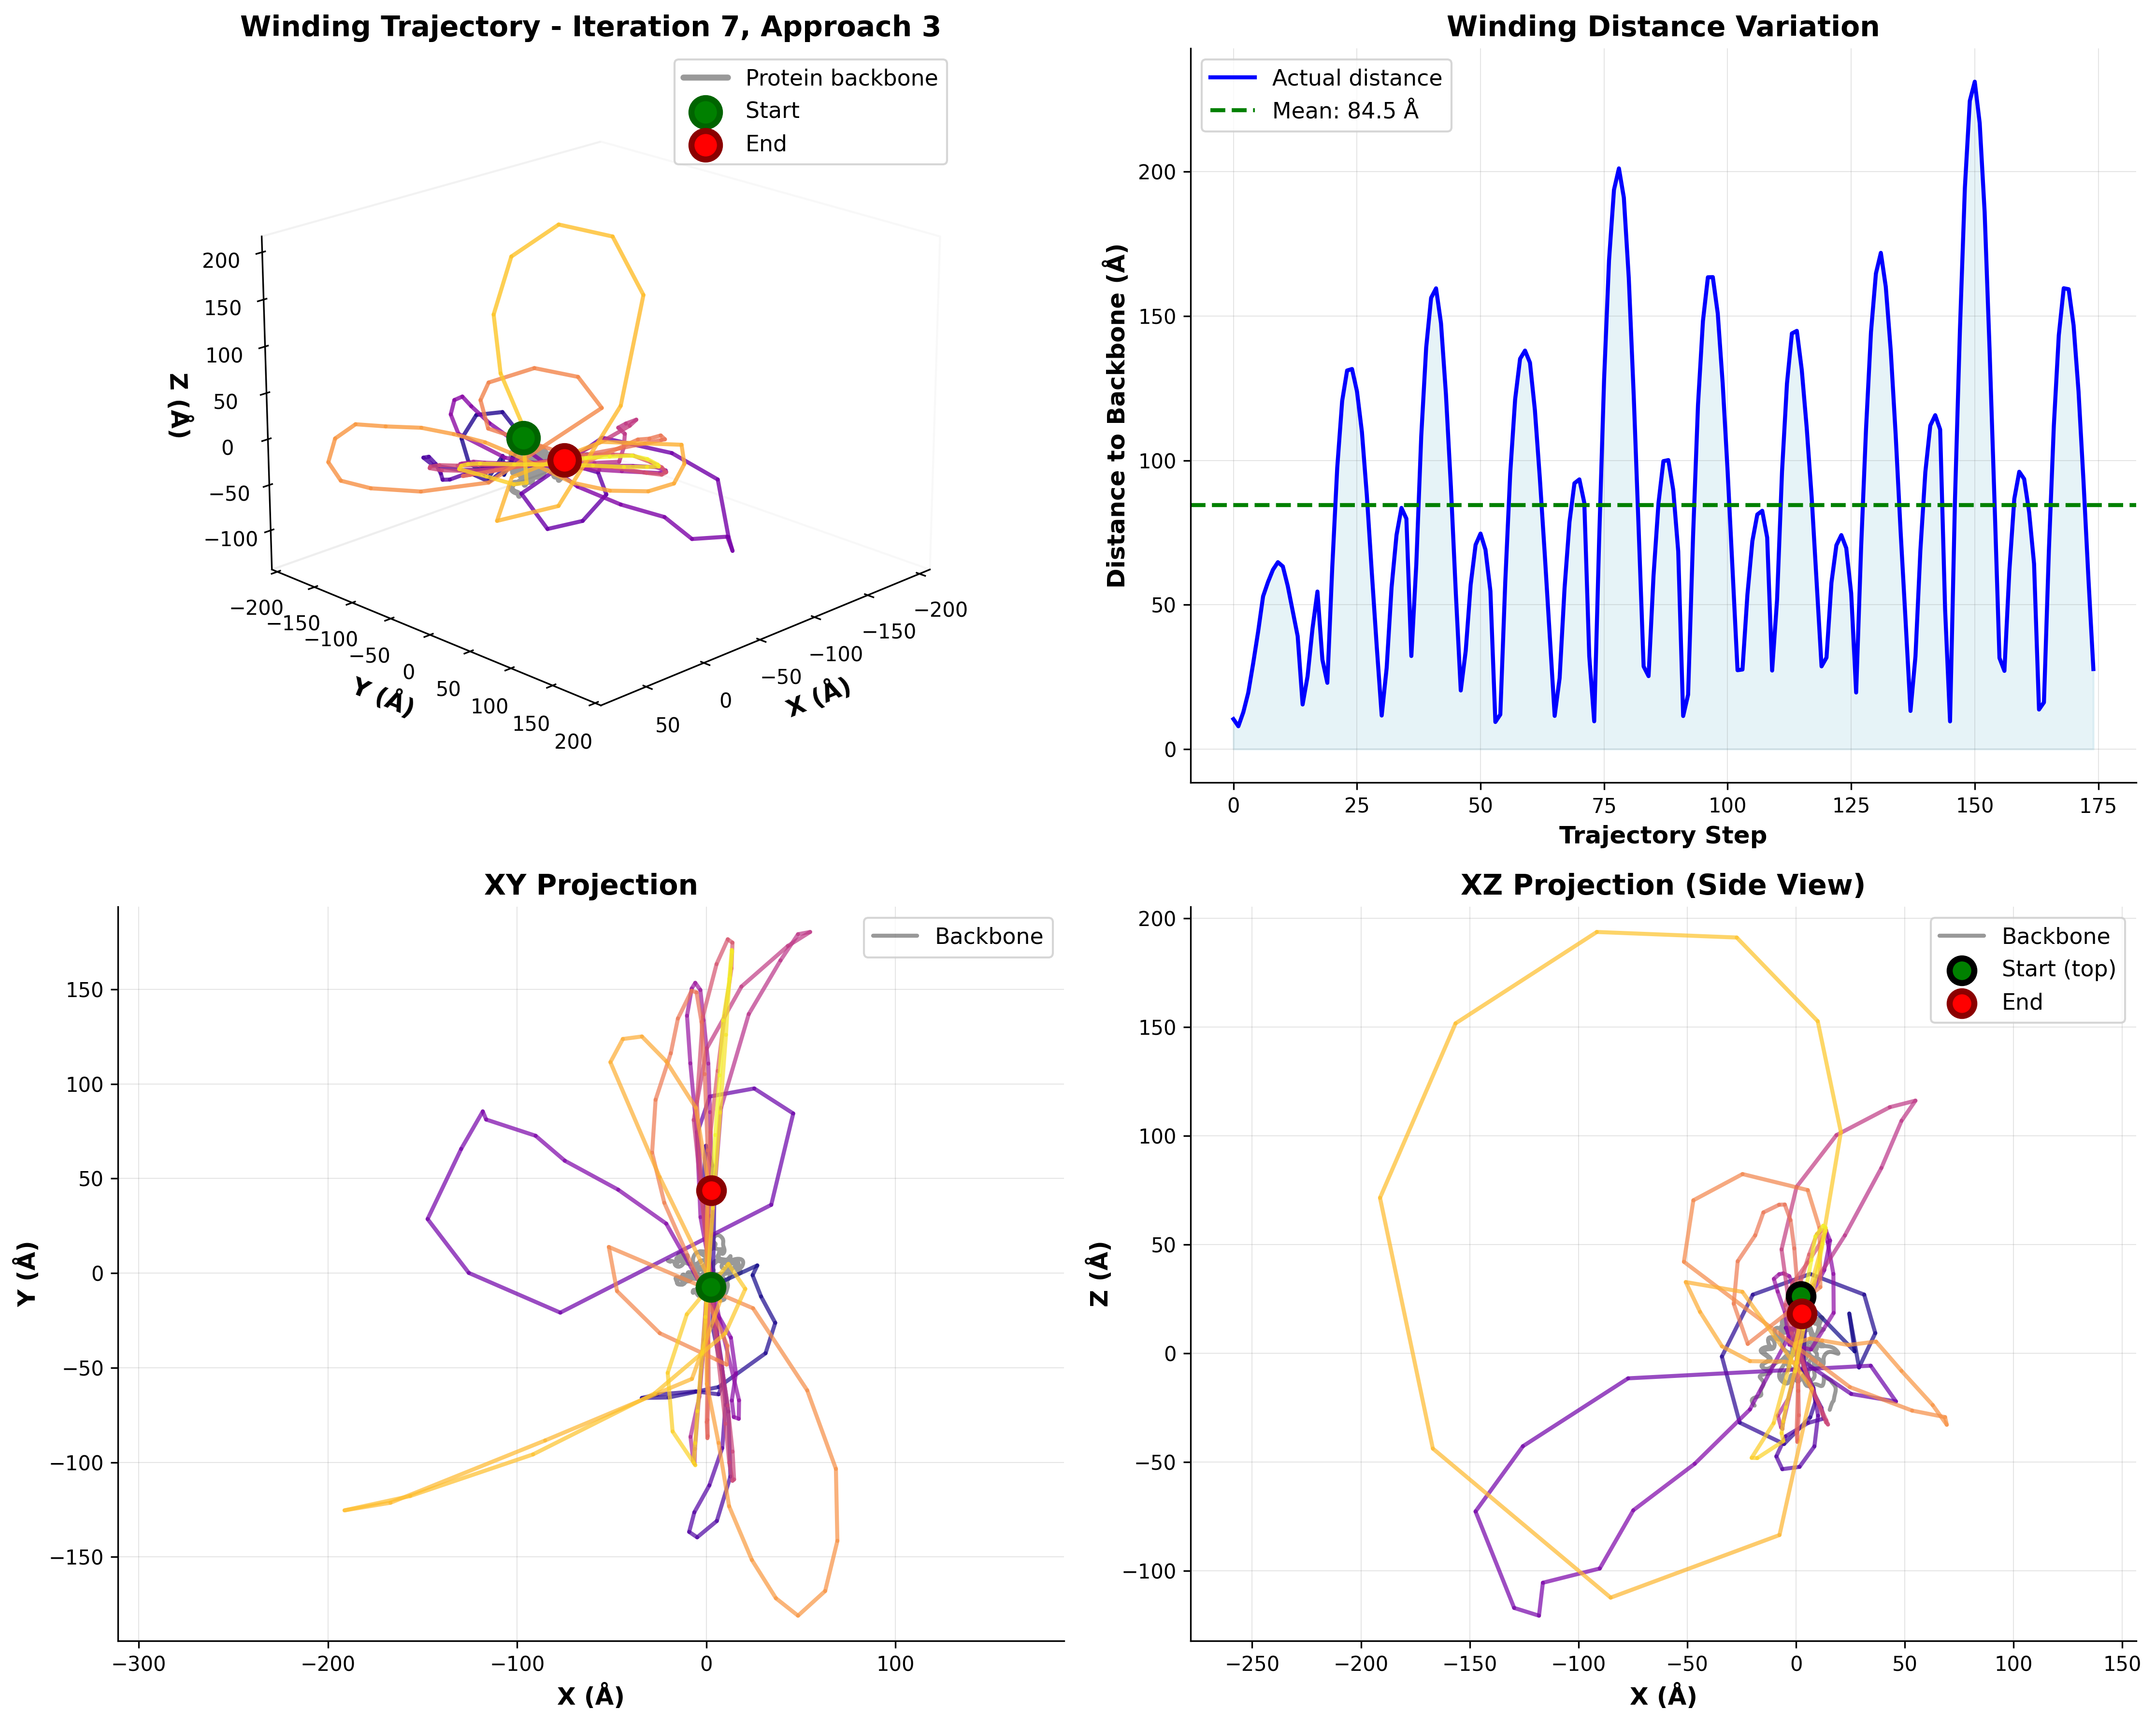 Winding Trajectory - Iteration 7, Approach 3
Protein backbone
Start
End
200
150
100
50
0
−50
−100
Z (Å)
−200
−150
−100
−50
0
50
100
150
200
Y (Å)
50
0
−50
−100
−150
−200
X (Å)
Winding Distance Variation
Actual distance
Mean: 84.5 Å
200
150
100
50
0
Distance to Backbone (Å)
0
25
50
75
100
125
150
175
Trajectory Step
XY Projection
Backbone
150
100
50
0
−50
−100
−150
Y (Å)
−300
−200
−100
0
100
X (Å)
XZ Projection (Side View)
Backbone
Start (top)
End
200
150
100
50
0
−50
−100
Z (Å)
−250
−200
−150
−100
−50
0
50
100
150
X (Å)